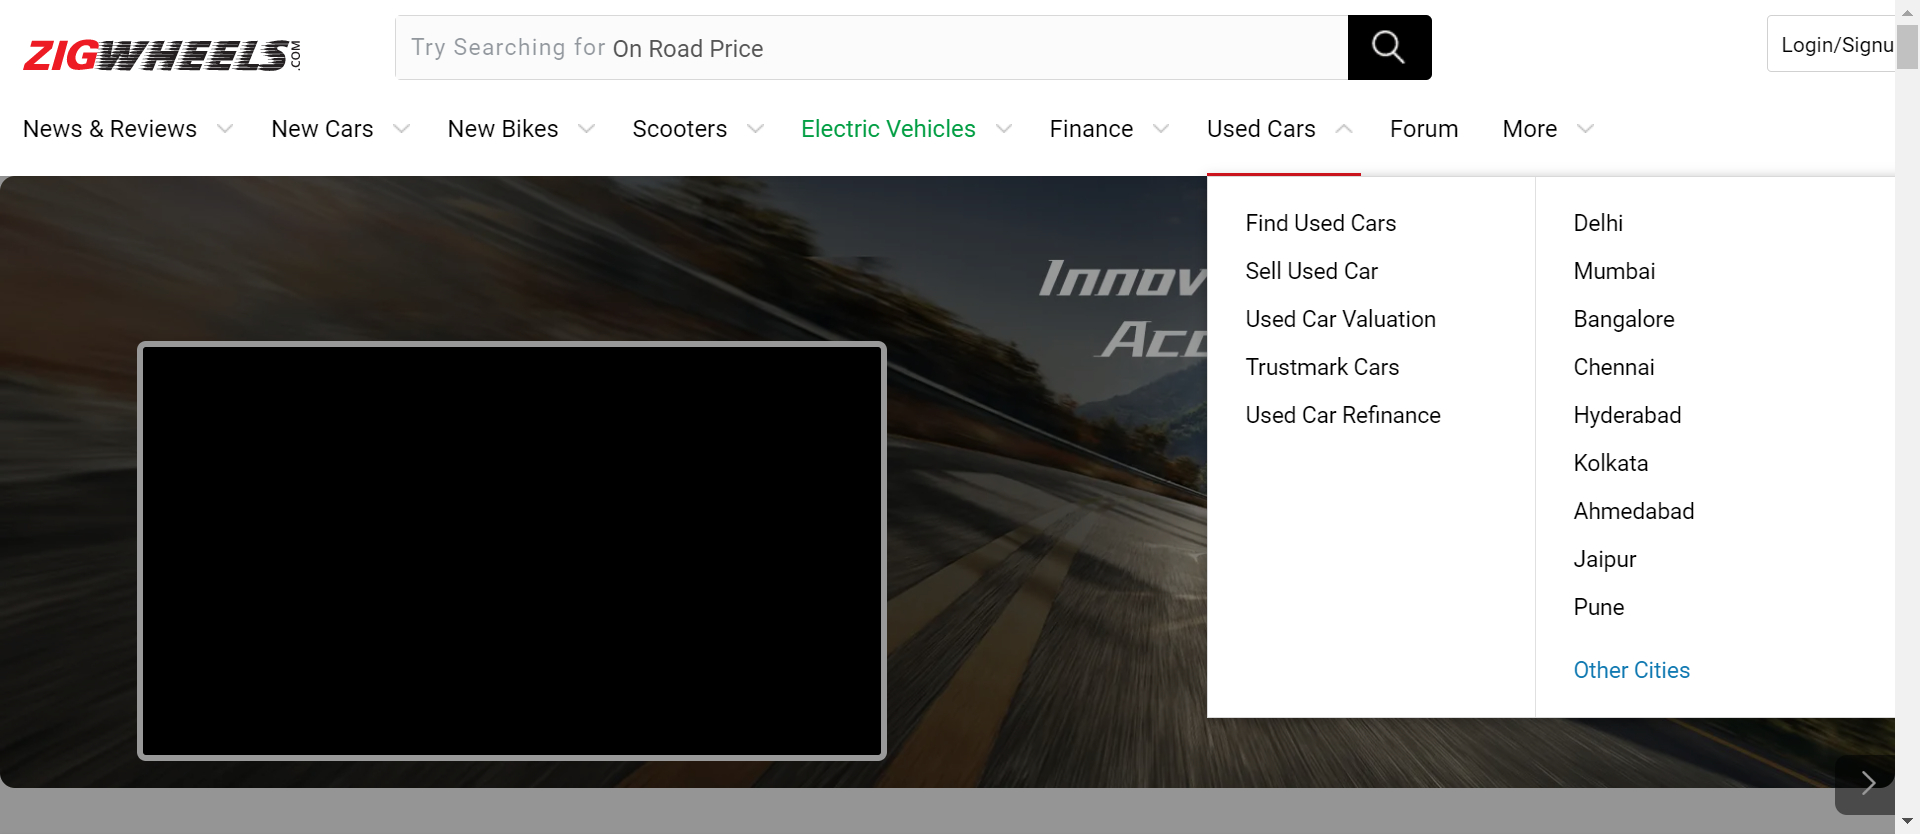 ZIGWHEELS.COM
Try Searching for On Road Price
Login/Signu
News & Reviews
New Cars
New Bikes
Scooters
Electric Vehicles
Finance
Used Cars
Forum
More
Find Used Cars
Sell Used Car
Used Car Valuation
Trustmark Cars
Used Car Refinance
Delhi
Mumbai
Bangalore
Chennai
Hyderabad
Kolkata
Ahmedabad
Jaipur
Pune
Other Cities
Innov
Acc